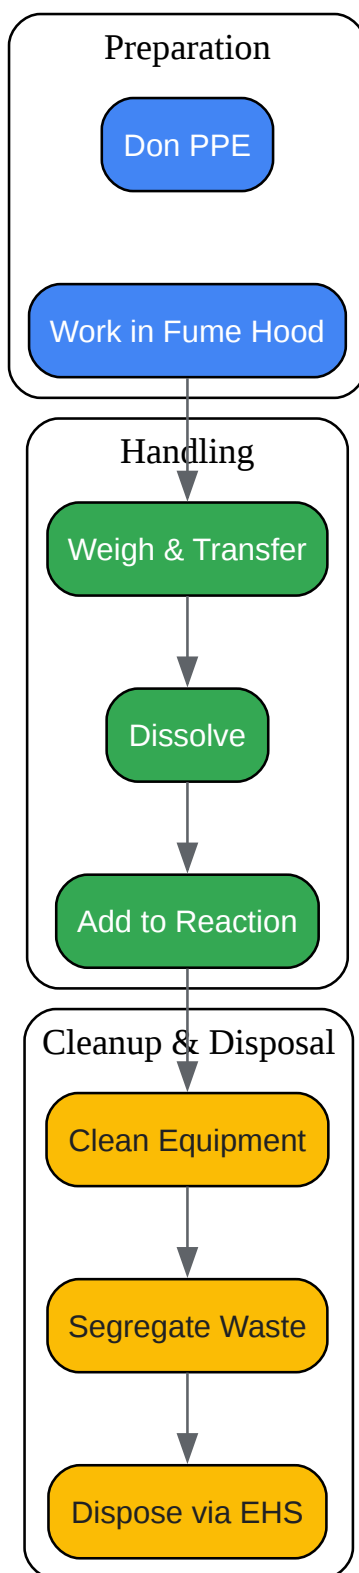 Preparation
Don PPE
Work in Fume Hood
Handling
Weigh & Transfer
Dissolve
Add to Reaction
Cleanup & Disposal
Clean Equipment
Segregate Waste
Dispose via EHS